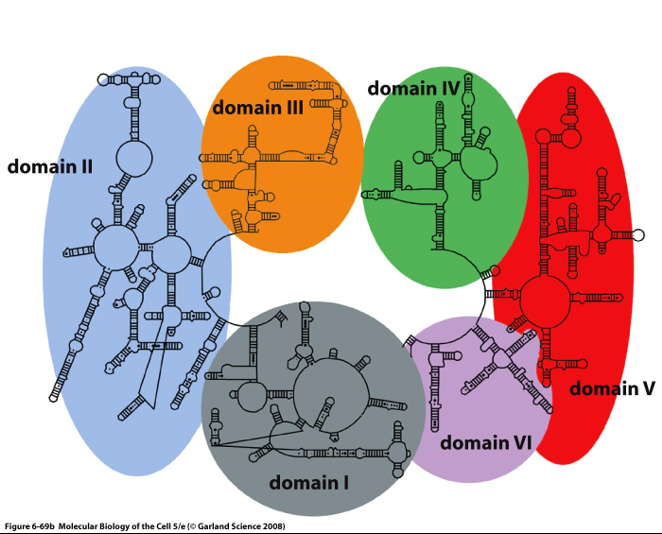 domain IV
domain III
domain II
domain V
domain VI
domain I
Figure 6-69b Molecular Biology of the Cell 5/e (© Garland Science 2008)